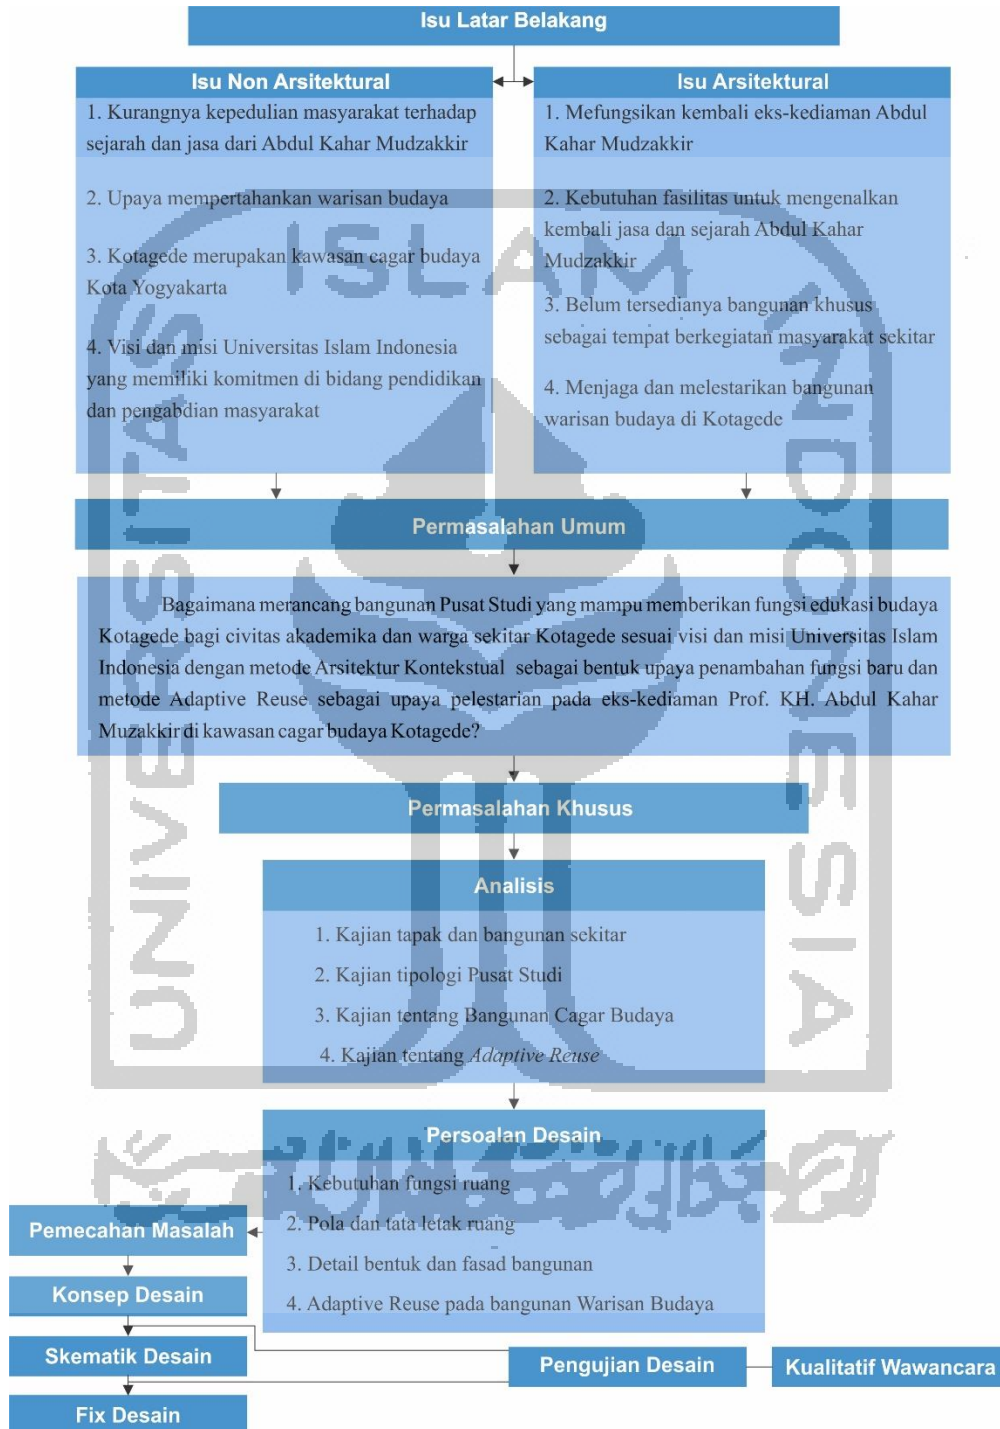 Isu Latar Belakang
Isu Non Arsitektural
1. Kurangnya kepedulian masyarakat terhadap
sejarah dan jasa dari Abdul Kahar Mudzakkir
2. Upaya mempertahankan warisan budaya
3. Kotagede merupakan kawasan cagar budaya
Kota Yogyakarta
4. Visi dan misi Universitas Islam Indonesia
yang memiliki komitmen di bidang pendidikan
dan pengabdian masyarakat
Isu Arsitektural
1. Mefungsikan kembali eks-kediaman Abdul
Kahar Mudzakkir
2. Kebutuhan fasilitas untuk mengenalkan
kembali jasa dan sejarah Abdul Kahar
Mudzakkir
3. Belum tersedianya bangunan khusus
sebagai tempat berkegiatan masyarakat sekitar
4. Menjaga dan melestarikan bangunan
warisan budaya di Kotagede
Permasalahan Umum
Bagaimana merancang bangunan Pusat Studi yang mampu memberikan fungsi edukasi budaya
Kotagede bagi civitas akademika dan warga sekitar Kotagede sesuai visi dan misi Universitas Islam
Indonesia dengan metode Arsitektur Kontekstual sebagai bentuk upaya penambahan fungsi baru dan
metode Adaptive Reuse sebagai upaya pelestarian pada eks-kediaman Prof. KH. Abdul Kahar
Muzakkir di kawasan cagar budaya Kotagede?
Permasalahan Khusus
Analisis
1. Kajian tapak dan bangunan sekitar
2. Kajian tipologi Pusat Studi
3. Kajian tentang Bangunan Cagar Budaya
4. Kajian tentang Adaptive Reuse
Persoalan Desain
1. Kebutuhan fungsi ruang
2. Pola dan tata letak ruang
3. Detail bentuk dan fasad bangunan
4. Adaptive Reuse pada bangunan Warisan Budaya
Pemecahan Masalah
Konsep Desain
Skematik Desain
Pengujian Desain
Kualitatif Wawancara
Fix Desain
UNIVERSITAS
ISLAM
INDONESIA